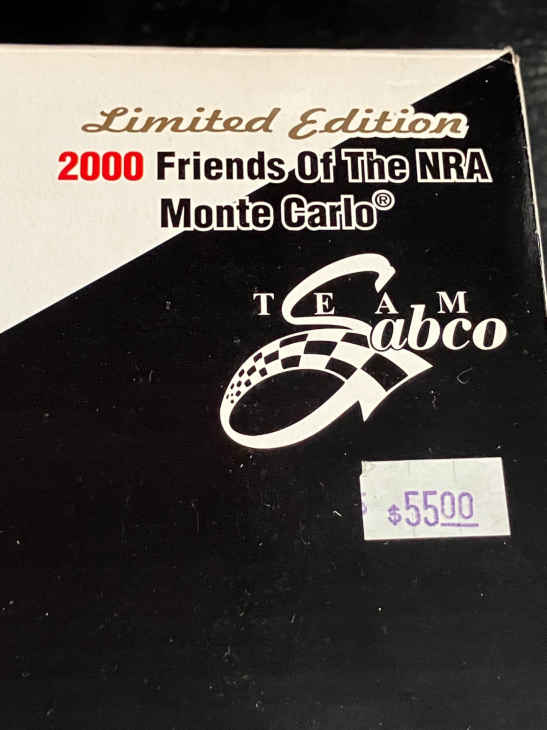 Limited Edition
2000 Friends Of The NRA
Monte Carlo®
TEAM
Sabco
$5500